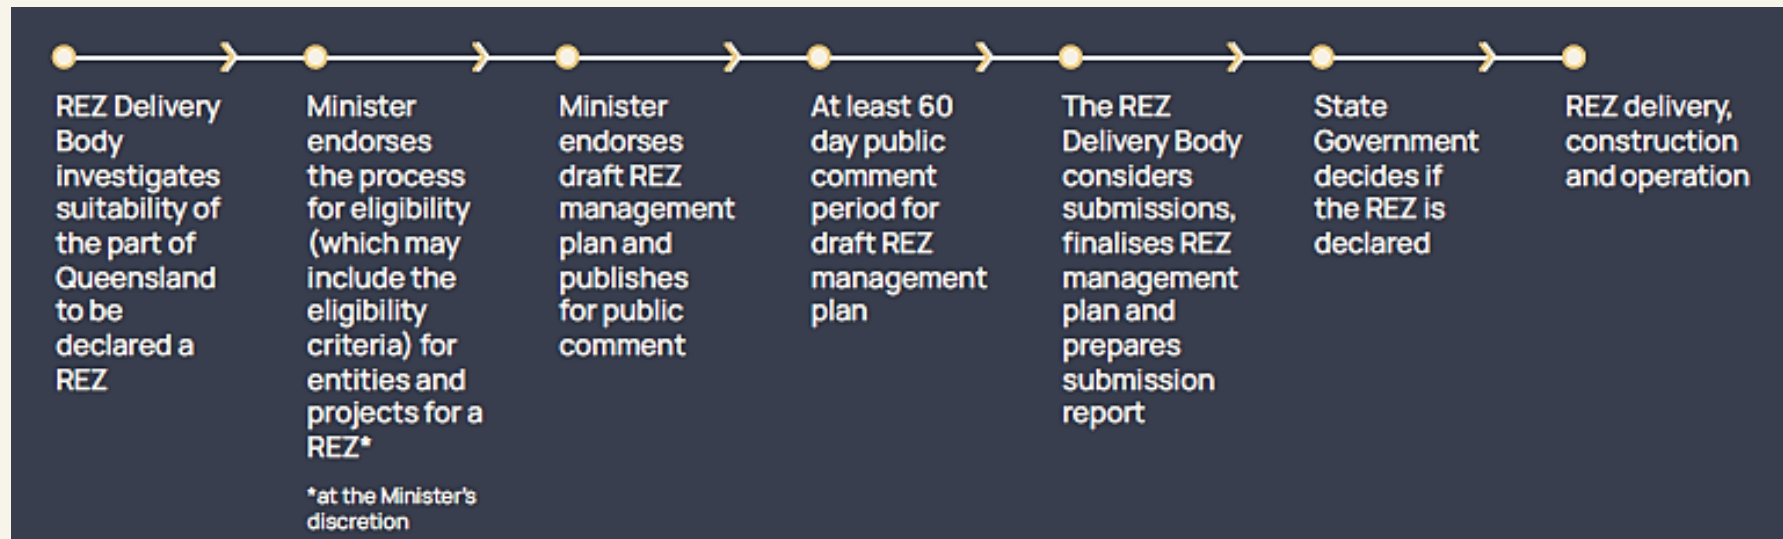 REZ Delivery
Body
investigates
suitability of
the part of
Queensland
to be
declared a
REZ
Minister
endorses
the process
for eligibility
(which may
include the
eligibility
criteria) for
entities and
projects for a
REZ*
*at the Minister's
discretion
Minister
endorses
draft REZ
management
plan and
publishes
for public
comment
At least 60
day public
comment
period for
draft REZ
management
plan
The REZ
Delivery Body
considers
submissions,
finalises REZ
management
plan and
prepares
submission
report
State
Government
decides if
the REZ is
declared
REZ delivery,
construction
and operation